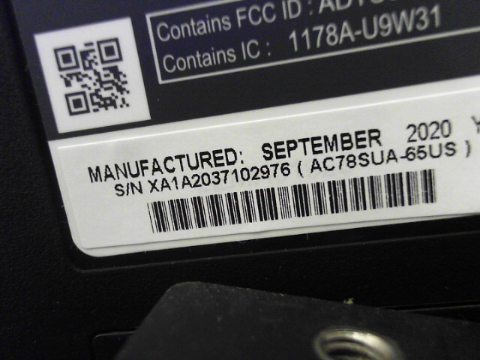 Contains FCC ID :
Contains IC : 1178A-U9W31
MANUFACTURED: SEPTEMBER 2020
S/N XA1A2037102976 ( AC78SUA-65US )